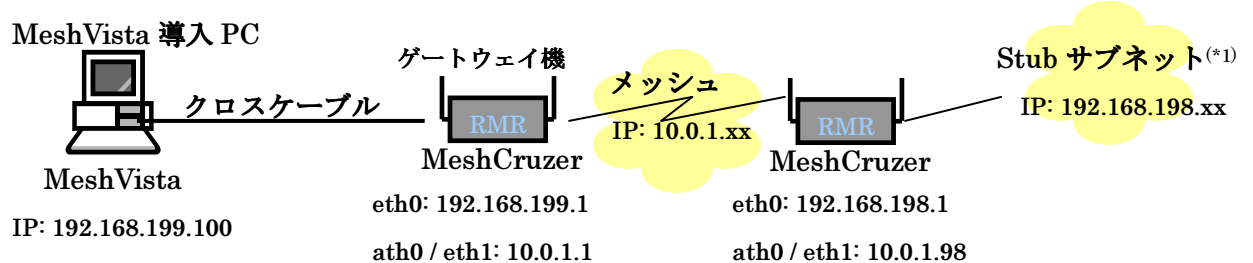 MeshVista 導入 PC
ゲートウェイ機
メッシュ
Stub サブネット(*1)
クロスケーブル
RMR
IP: 10.0.1.xx
RMR
IP: 192.168.198.xx
MeshVista
MeshCruzer
MeshCruzer
IP: 192.168.199.100
eth0: 192.168.199.1
eth0: 192.168.198.1
ath0 / eth1: 10.0.1.1
ath0 / eth1: 10.0.1.98